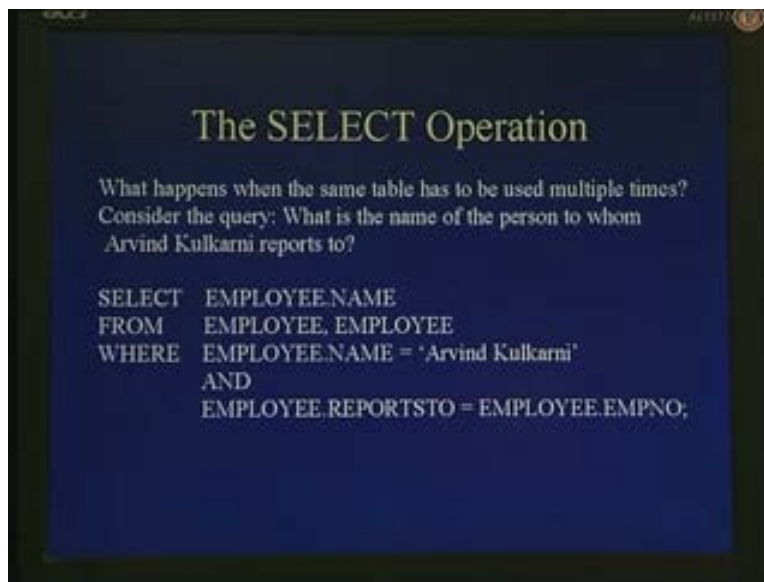 acer
The SELECT Operation
What happens when the same table has to be used multiple times?
Consider the query: What is the name of the person to whom
Arvind Kulkarni reports to?
SELECT EMPLOYEE.NAME
FROM EMPLOYEE, EMPLOYEE
WHERE EMPLOYEE.NAME = ‘Arvind Kulkarni’
AND
EMPLOYEE.REPORTSTO = EMPLOYEE.EMPNO;